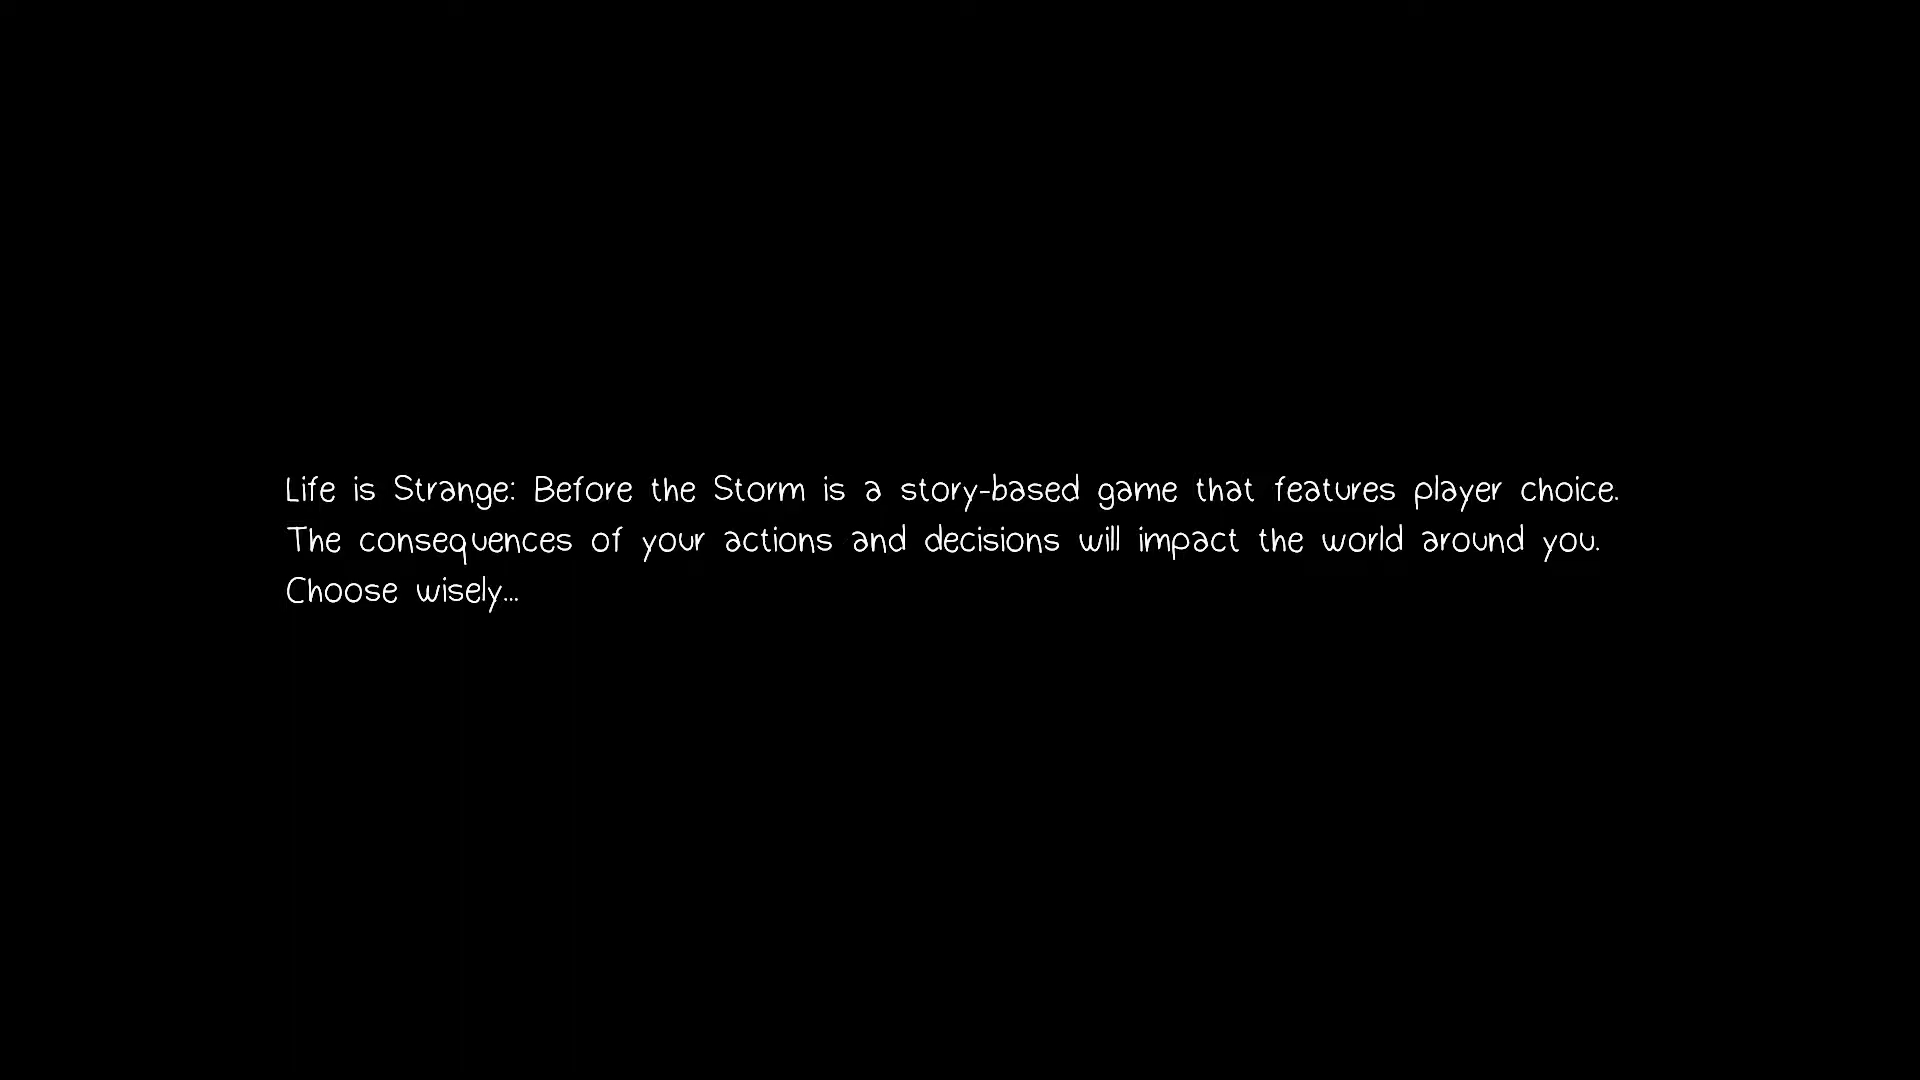 Life is Strange: Before the Storm is a story-based game that features player choice.
The consequences of your actions and decisions will impact the world around you.
Choose wisely...